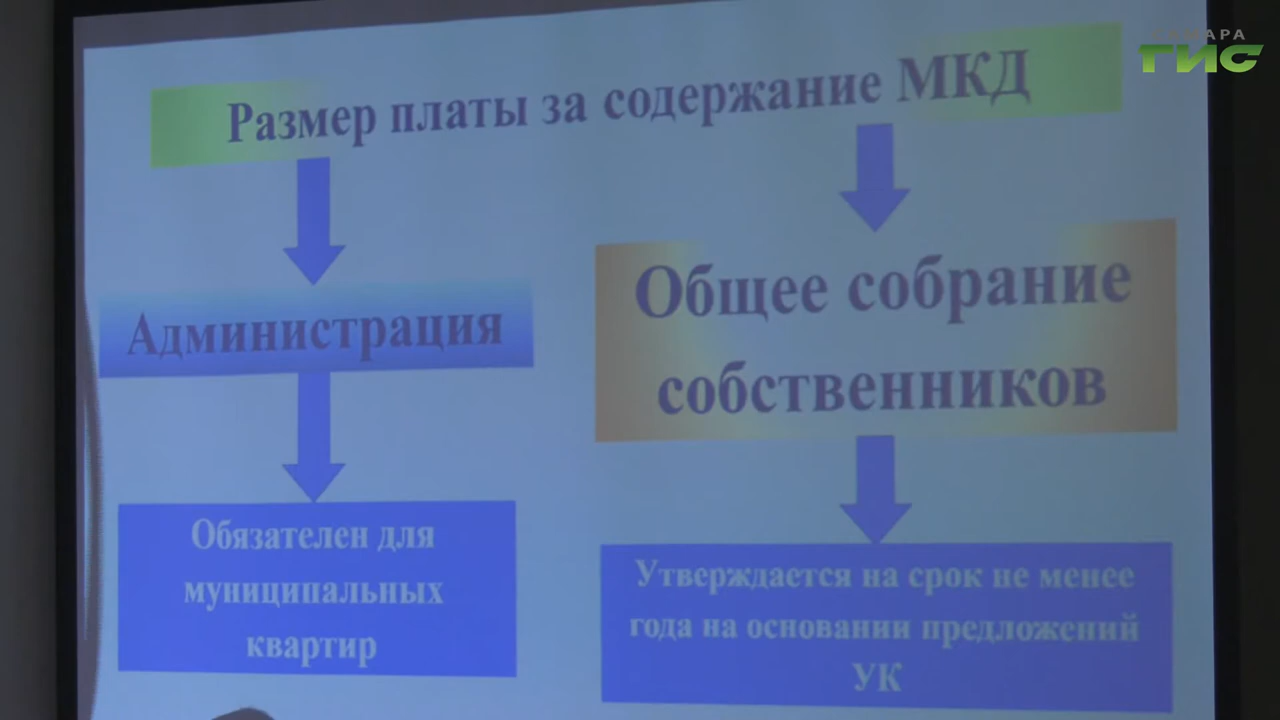 САМАРА
ГИС
Размер платы за содержание МКД
Администрация
Обязателен для
муниципальных
квартир
Общее собрание
собственников
Утверждается на срок не менее
года на основании предложений
УК